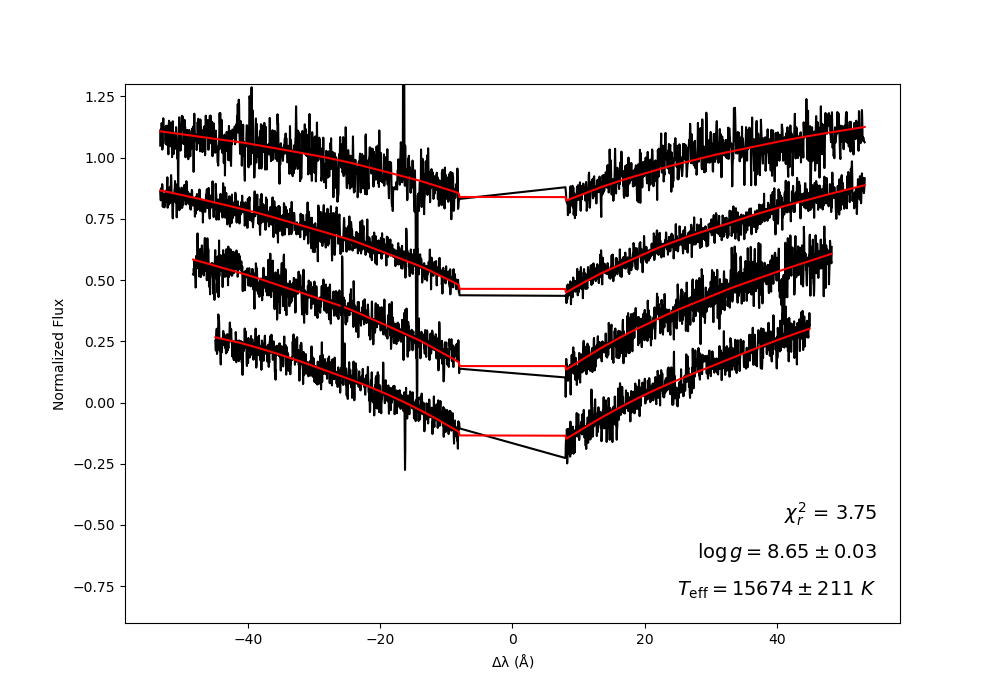 1.25
1.00
0.75
0.50
0.25
0.00
−0.25
−0.50
−0.75
Normalized Flux
χ²ᵣ = 3.75
log g = 8.65 ± 0.03
T_eff = 15674 ± 211 K
−40
−20
0
20
40
Δλ (Å)